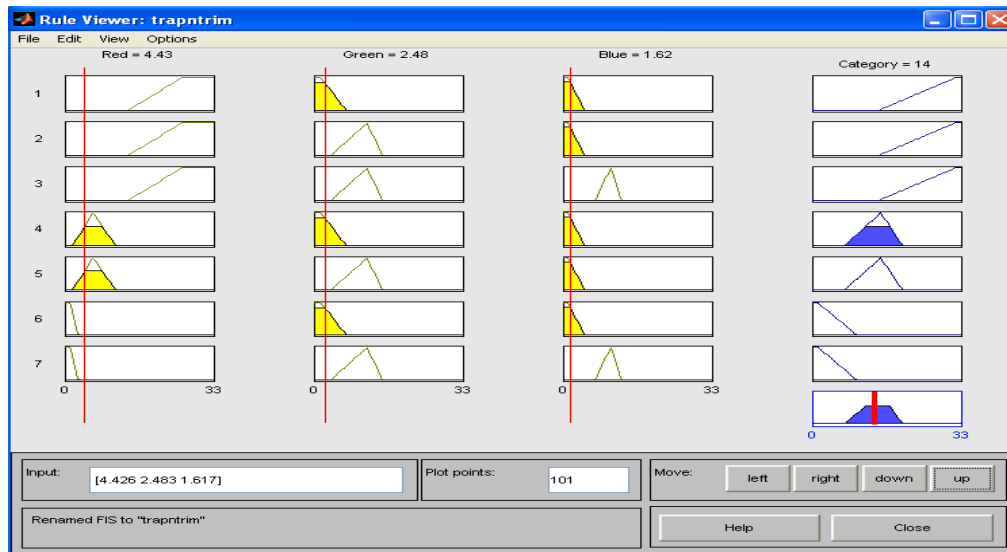 Rule Viewer: trapntrim
File Edit View Options
Red = 4.43 Green = 2.48 Blue = 1.62 Category = 14
1
2
3
4
5
6
7
0 33 0 33 0 33
0 33
Input: [4.426 2.483 1.617] Plot points: 101 Move: left right down up
Renamed FIS to "trapntrim" Help Close